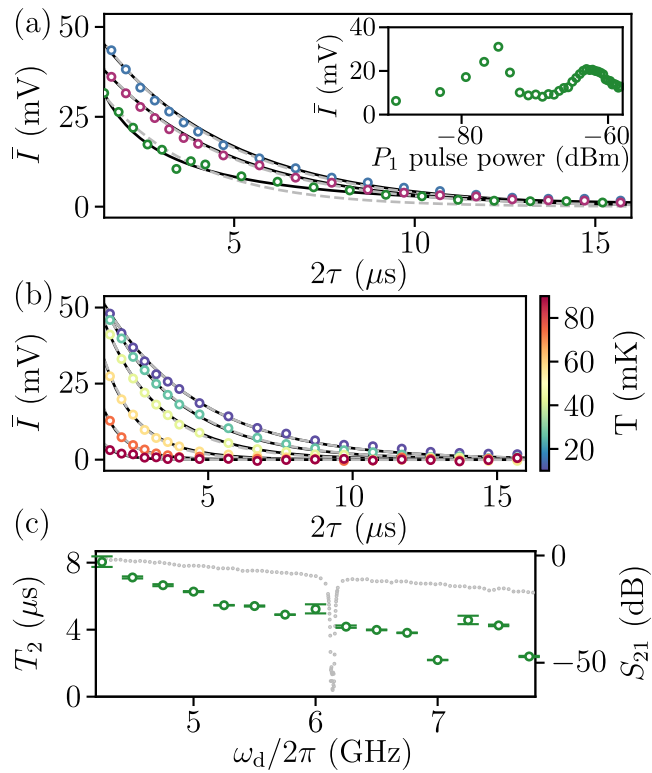 (a)
50
25
0
Ī (mV)
5
10
15
2τ (μs)
40
20
0
Ī (mV)
−80
−60
P₁ pulse power (dBm)
(b)
50
25
0
Ī (mV)
5
10
15
2τ (μs)
80
60
40
20
T (mK)
(c)
8
4
0
T₂ (μs)
0
−50
S₂₁ (dB)
5
6
7
ω_d/2π (GHz)